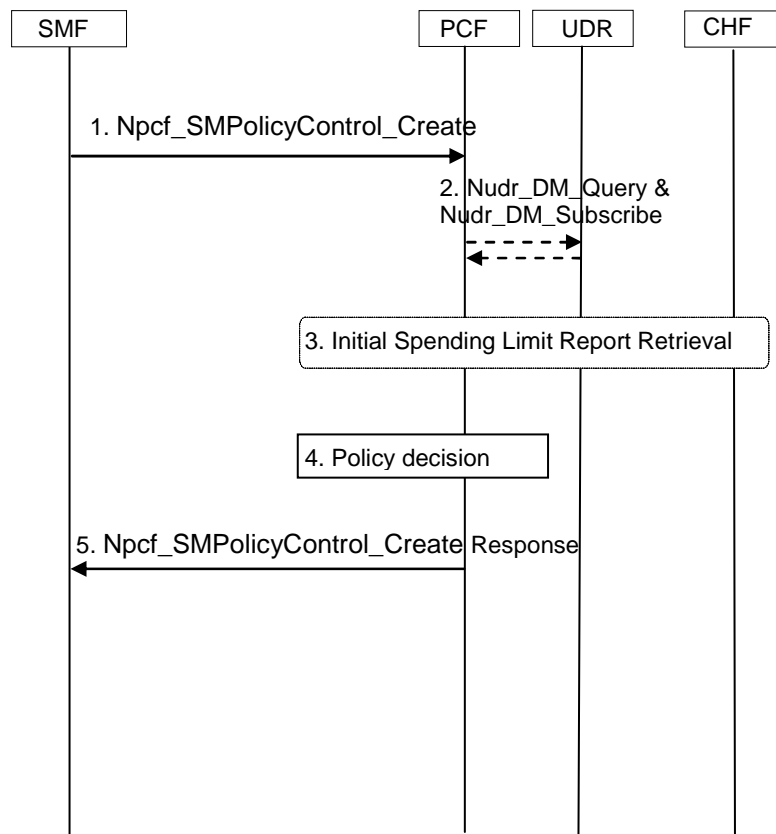 SMF
PCF
UDR
CHF
1. Npcf_SMPolicyControl_Create
2. Nudr_DM_Query &
Nudr_DM_Subscribe
3. Initial Spending Limit Report Retrieval
4. Policy decision
5. Npcf_SMPolicyControl_Create Response